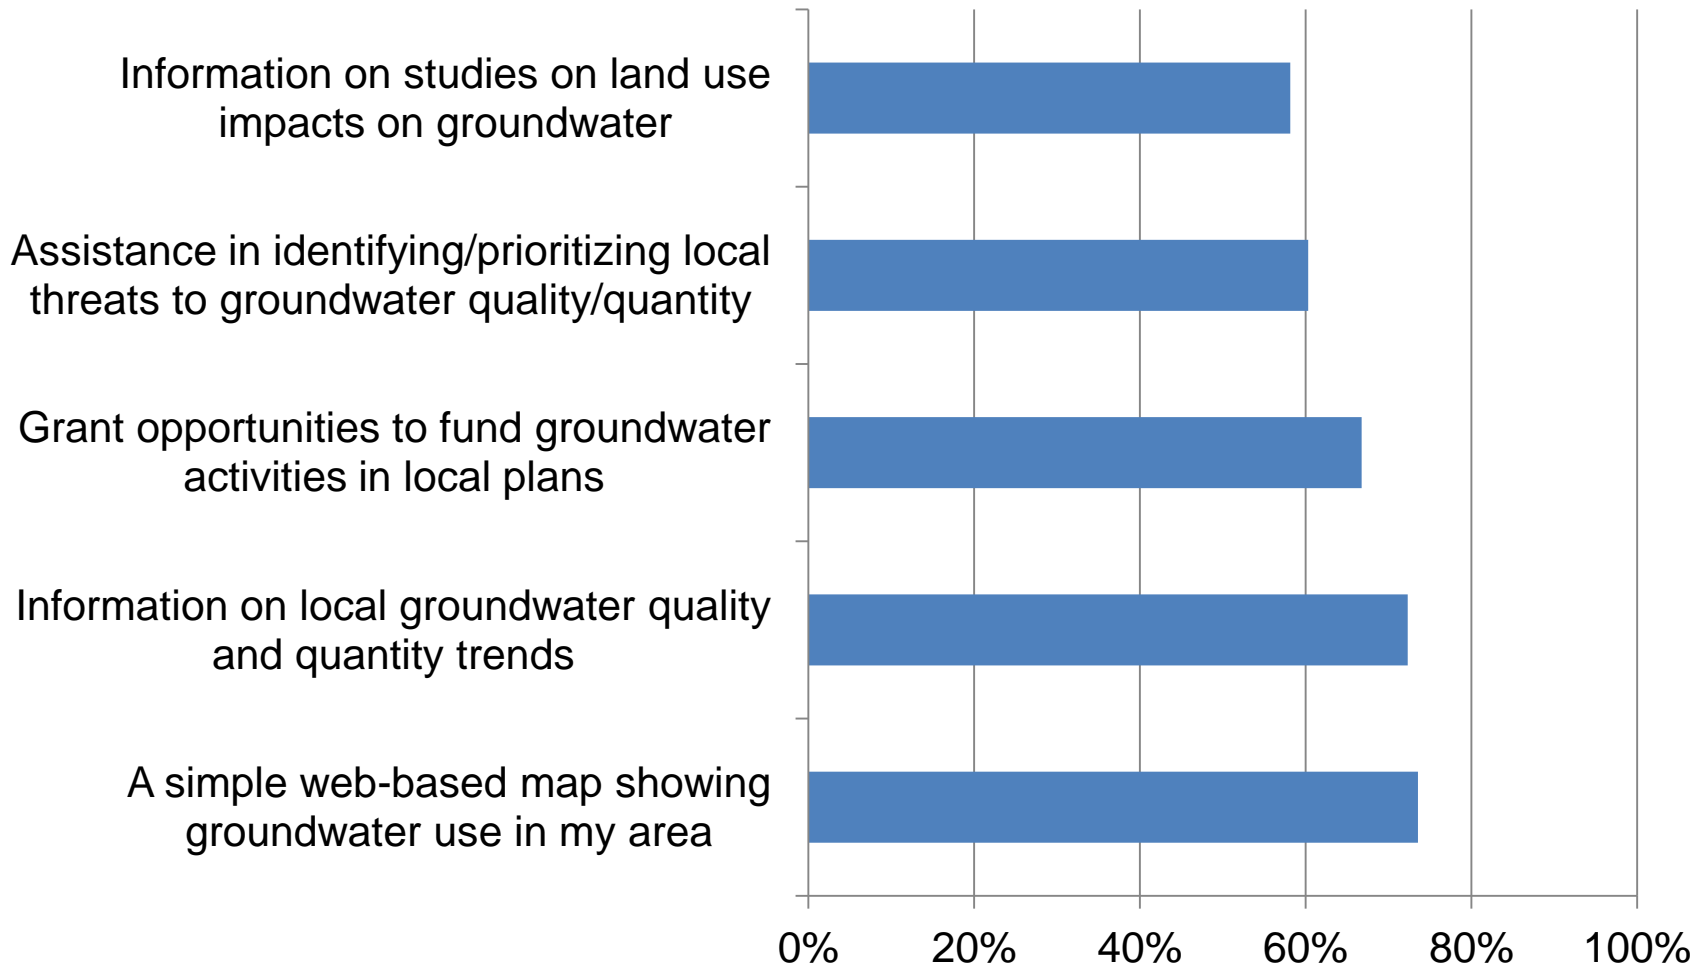 Information on studies on land use
impacts on groundwater
Assistance in identifying/prioritizing local
threats to groundwater quality/quantity
Grant opportunities to fund groundwater
activities in local plans
Information on local groundwater quality
and quantity trends
A simple web-based map showing
groundwater use in my area
0% 20% 40% 60% 80% 100%